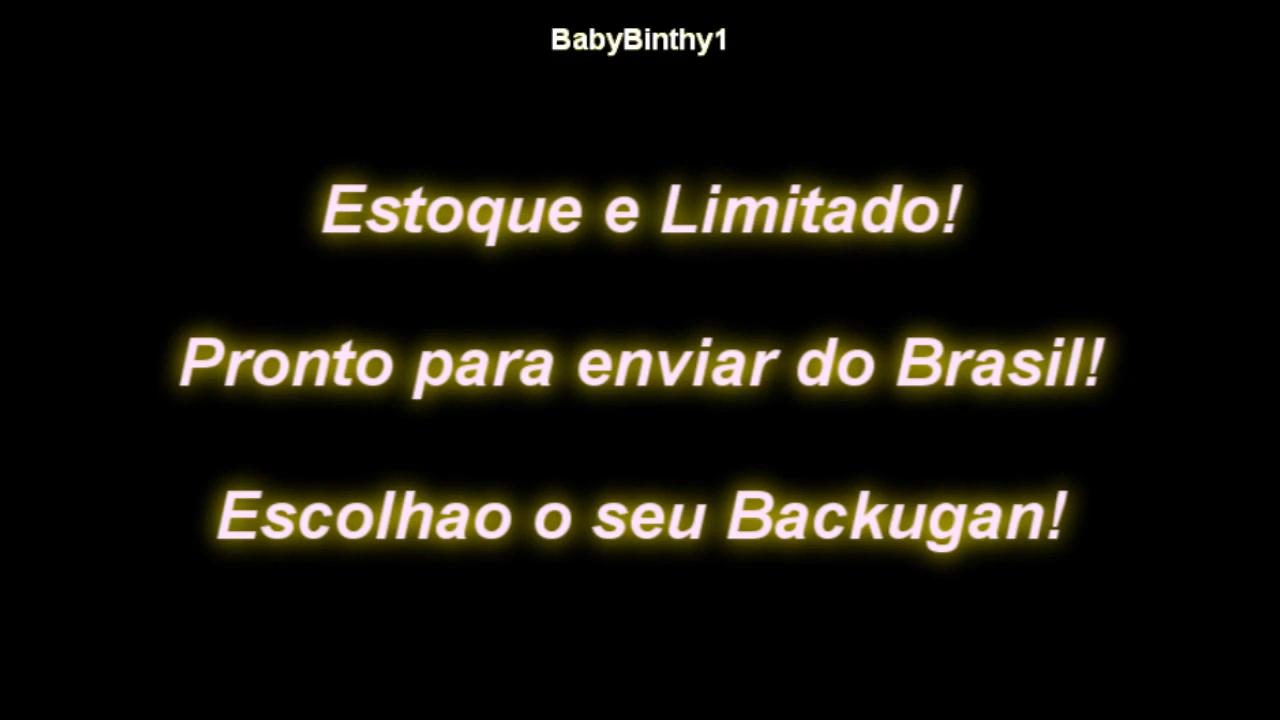 BabyBinthy1
Estoque e Limitado!
Pronto para enviar do Brasil!
Escolhao o seu Backugan!